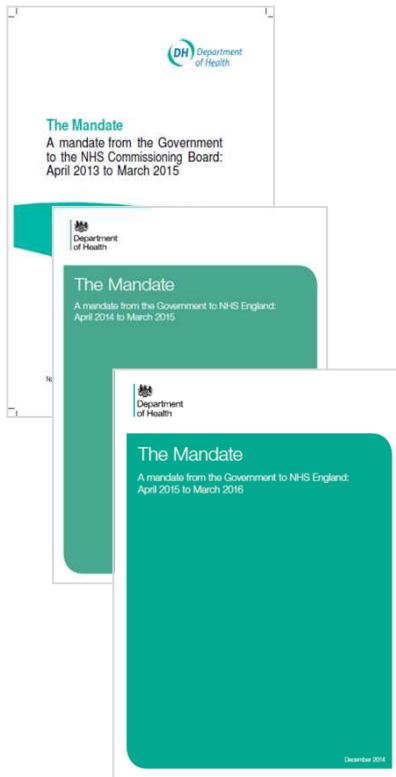 DH Department
of Health
The Mandate
A mandate from the Government
to the NHS Commissioning Board:
April 2013 to March 2015
Department
of Health
The Mandate
A mandate from the Government to NHS England:
April 2014 to March 2015
Department
of Health
The Mandate
A mandate from the Government to NHS England:
April 2015 to March 2016
December 2014